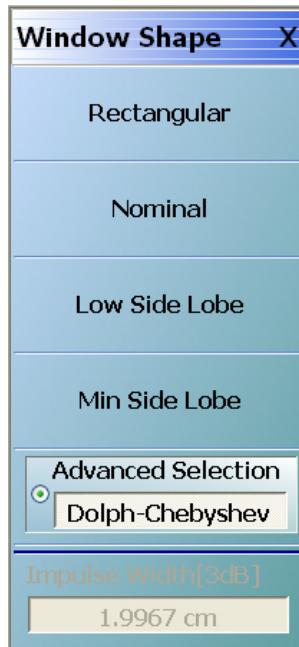 Window Shape X
Rectangular
Nominal
Low Side Lobe
Min Side Lobe
Advanced Selection
Dolph-Chebyshev
Impulse Width[3dB]
1.9967 cm